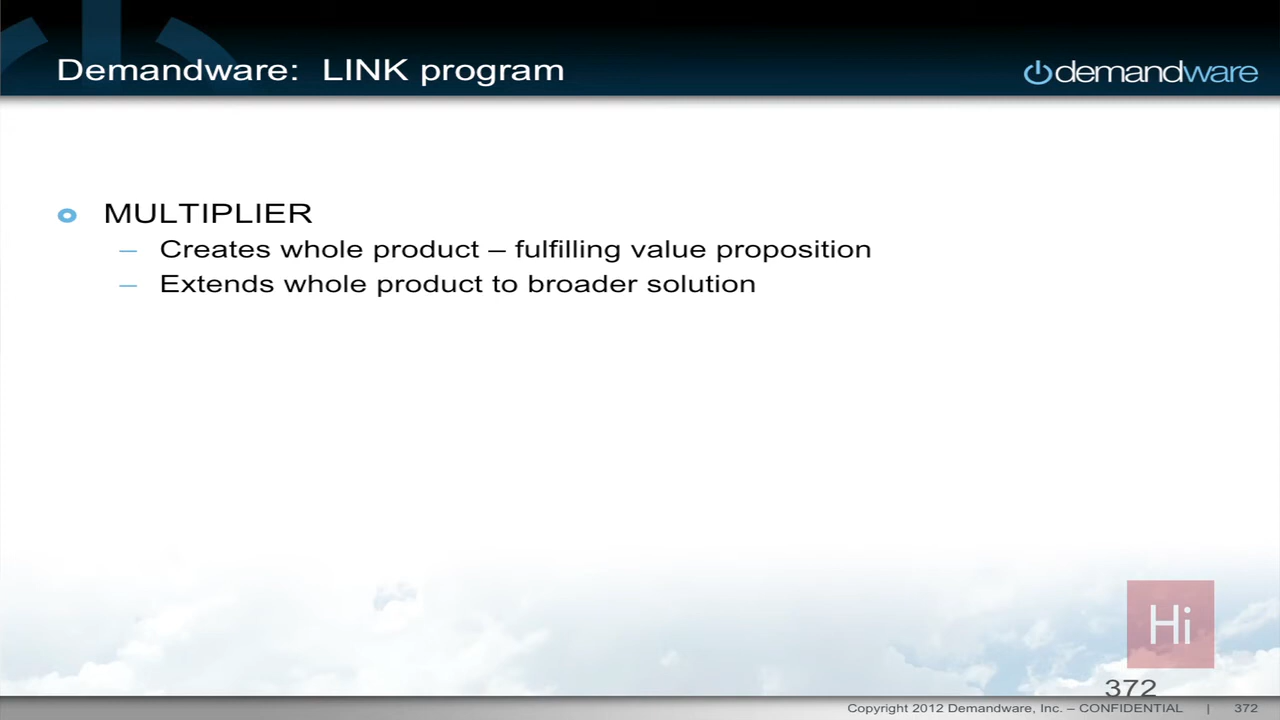 Demandware: LINK program
demandware
MULTIPLIER
– Creates whole product – fulfilling value proposition
– Extends whole product to broader solution
Hi
372
Copyright 2012 Demandware, Inc. – CONFIDENTIAL | 372